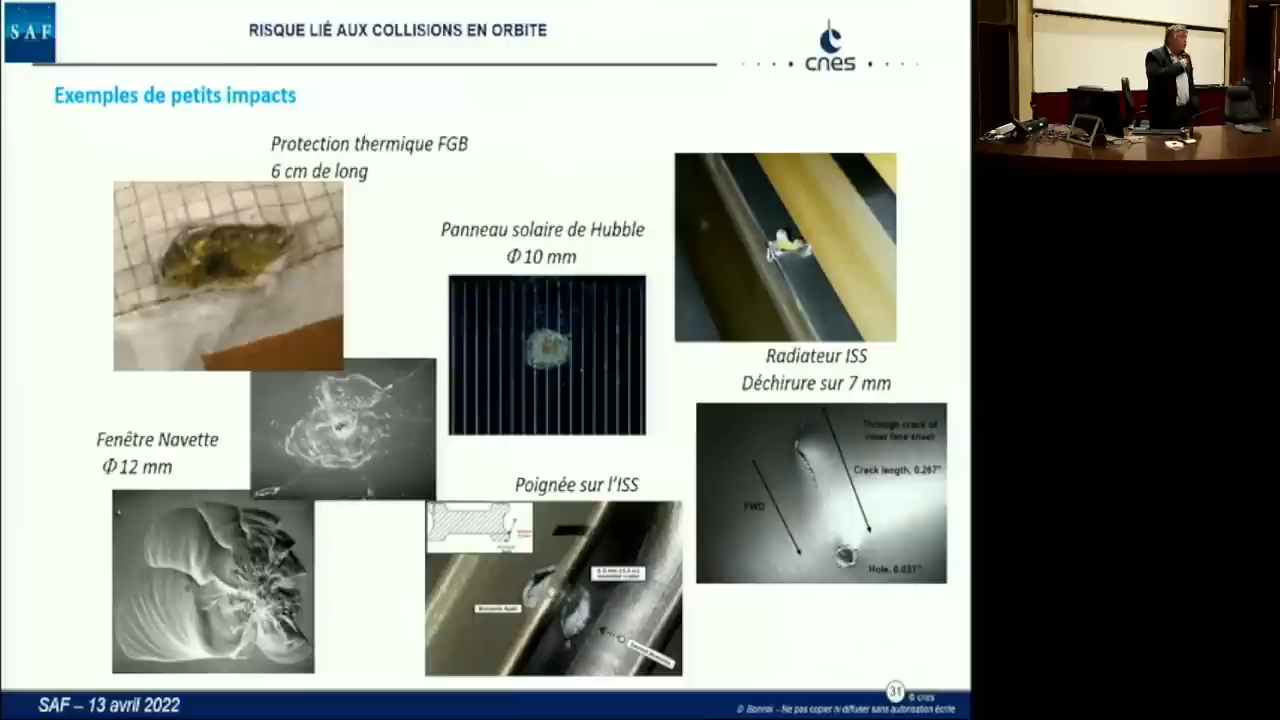 SAF
RISQUE LIÉ AUX COLLISIONS EN ORBITE
cnes
Exemples de petits impacts
Protection thermique FGB
6 cm de long
Panneau solaire de Hubble
Φ 10 mm
Radiateur ISS
Déchirure sur 7 mm
Fenêtre Navette
Φ 12 mm
Poignée sur l'ISS
Through crack of
Crack length, 0.267"
FWD
Hole, 0.031"
SAF – 13 avril 2022
31
© cnes
© Bonnal – Ne pas copier ni diffuser sans autorisation écrite